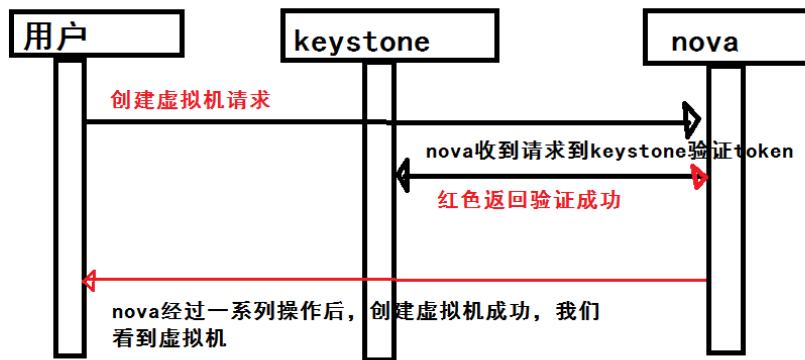 用户
keystone
nova
创建虚拟机请求
nova收到请求到keystone验证token
红色返回验证成功
nova经过一系列操作后，创建虚拟机成功，我们
看到虚拟机